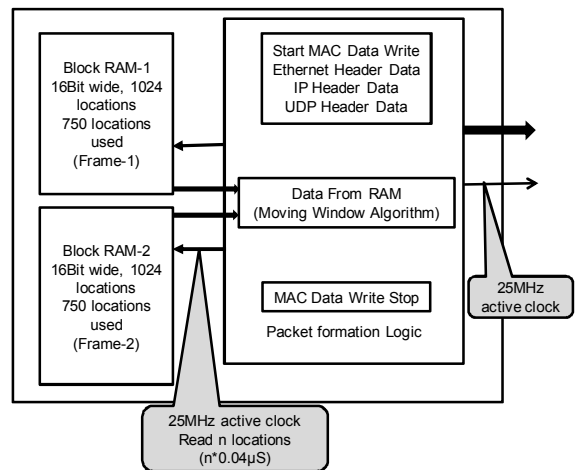 Block RAM-1
16Bit wide, 1024
locations
750 locations
used
(Frame-1)
Start MAC Data Write
Ethernet Header Data
IP Header Data
UDP Header Data
Data From RAM
(Moving Window Algorithm)
Block RAM-2
16Bit wide, 1024
locations
750 locations
used
(Frame-2)
MAC Data Write Stop
Packet formation Logic
25MHz
active clock
25MHz active clock
Read n locations
(n*0.04µS)